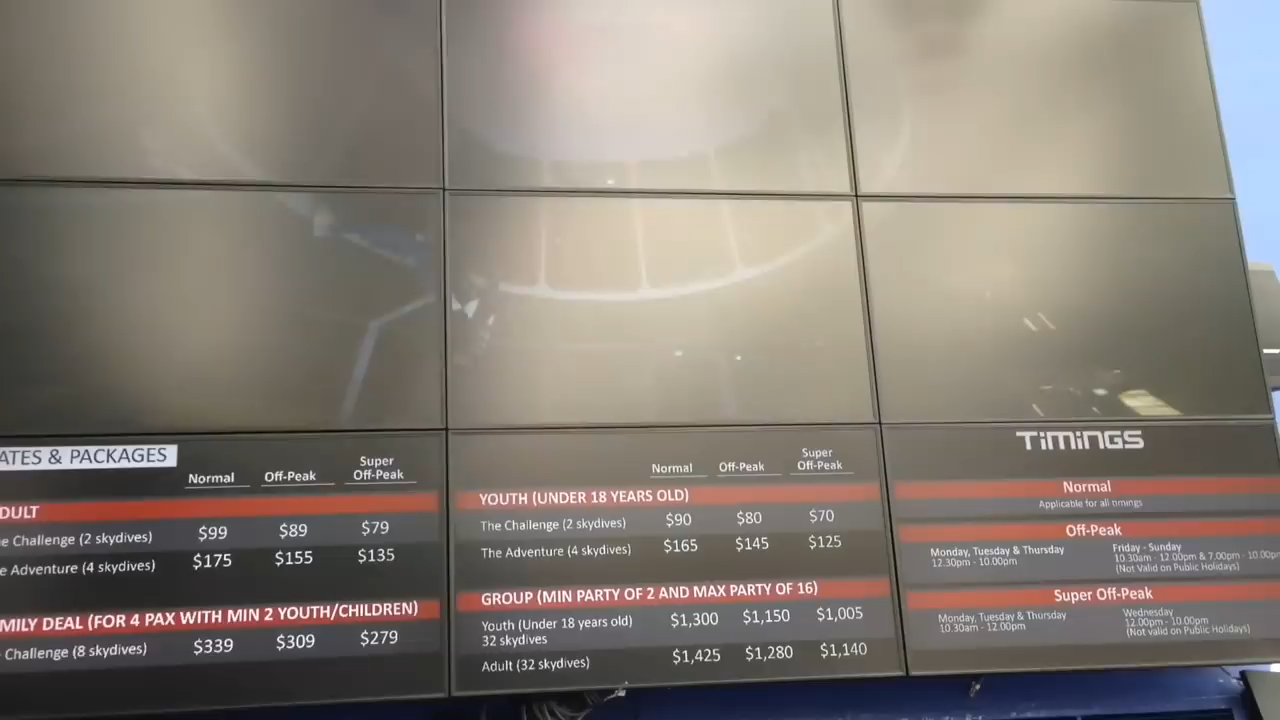 ATES & PACKAGES
Normal Off-Peak Super Off-Peak
DULT
e Challenge (2 skydives) $99 $89 $79
e Adventure (4 skydives) $175 $155 $135
MILY DEAL (FOR 4 PAX WITH MIN 2 YOUTH/CHILDREN)
Challenge (8 skydives) $339 $309 $279
Normal Off-Peak Super Off-Peak
YOUTH (UNDER 18 YEARS OLD)
The Challenge (2 skydives) $90 $80 $70
The Adventure (4 skydives) $165 $145 $125
GROUP (MIN PARTY OF 2 AND MAX PARTY OF 16)
Youth (Under 18 years old) $1,300 $1,150 $1,005
32 skydives
Adult (32 skydives) $1,425 $1,280 $1,140
TiMiNGS
Normal
Applicable for all timings
Off-Peak
Monday, Tuesday & Thursday
12.30pm - 10.00pm
Friday - Sunday
10.30am - 12.00pm & 7.00pm - 10.00pm
(Not Valid on Public Holidays)
Super Off-Peak
Monday, Tuesday & Thursday
10.30am - 12.00pm
Wednesday
12.00pm - 10.00pm
(Not valid on Public Holidays)